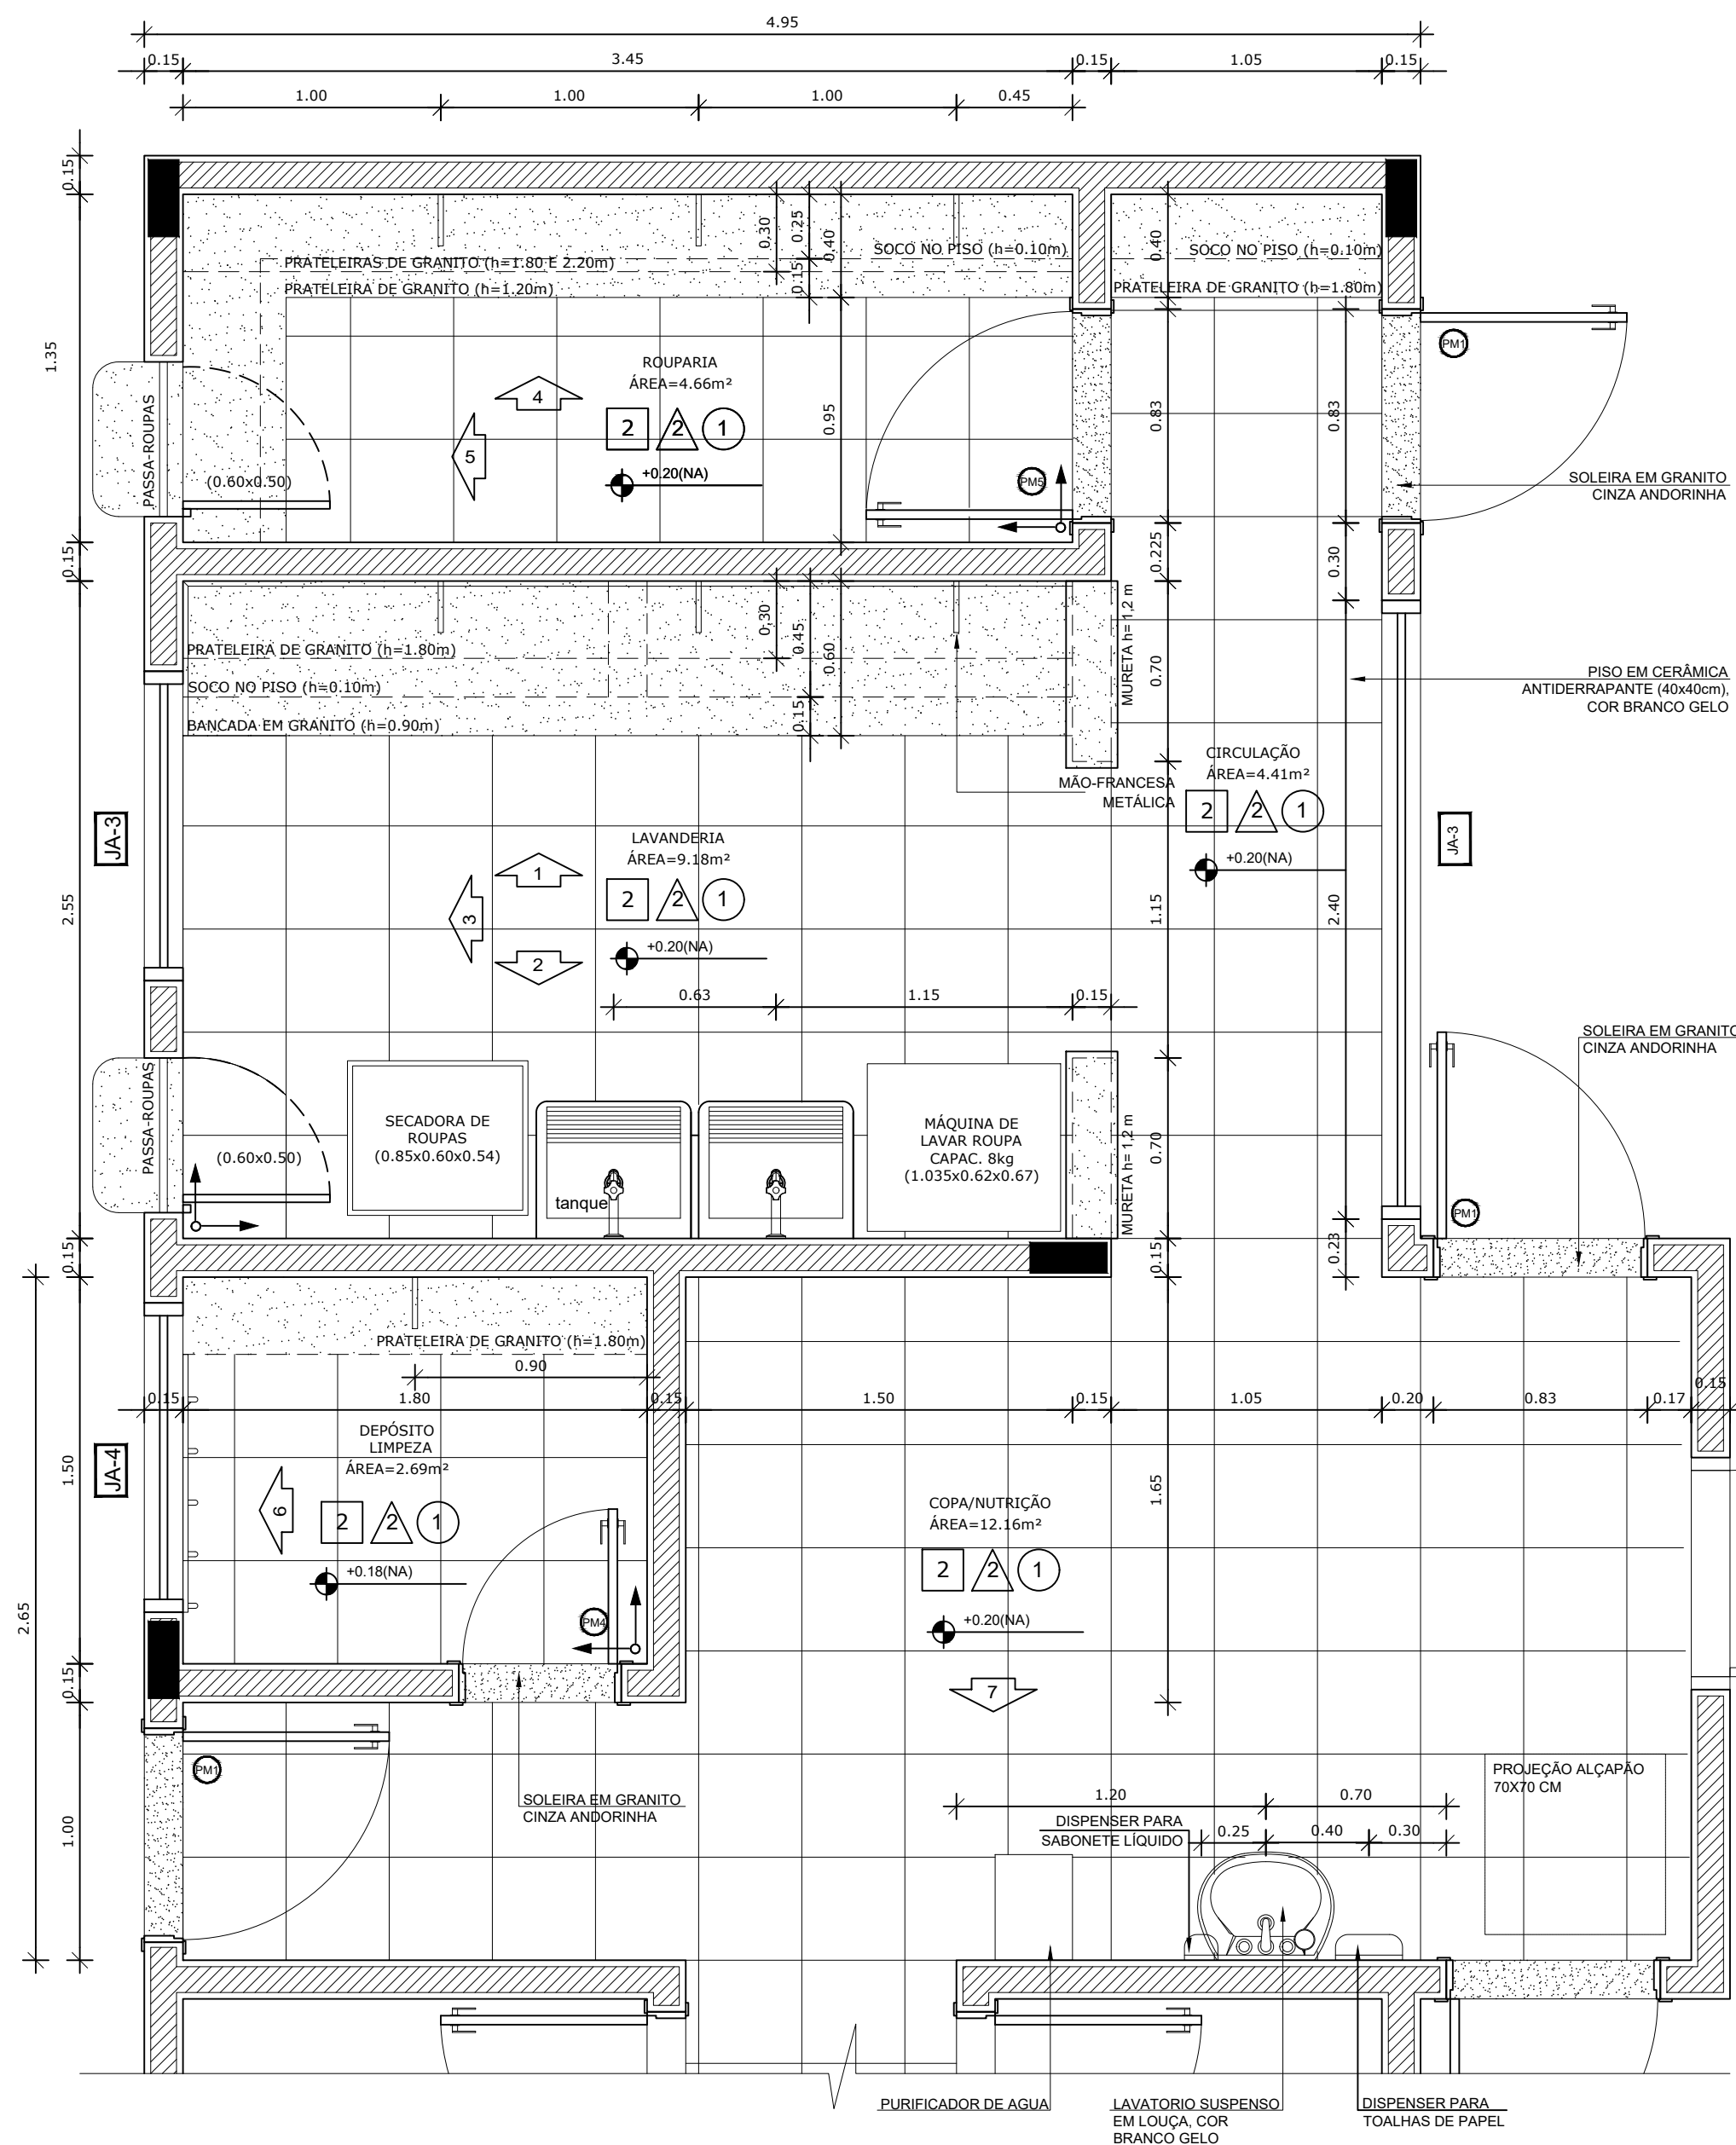 4.95
0.15 3.45 0.15 1.05 0.15
1.00 1.00 1.00 0.45
0.15
1.35
0.15
2.55
0.15
1.50
2.65
0.15
1.00
0.30
0.25
0.40
0.15
SOCO NO PISO (h=0.10m)
PRATELEIRAS DE GRANITO (h=1.80 E 2.20m)
PRATELEIRA DE GRANITO (h=1.20m)
0.40
SOCO NO PISO (h=0.10m)
PRATELEIRA DE GRANITO (h=1.80m)
PASSA-ROUPAS
(0.60x0.50)
ROUPARIA
ÁREA=4.66m²
4
5
2 2 1
+0.20(NA)
0.95
PM5
0.83
0.83
PM1
SOLEIRA EM GRANITO
CINZA ANDORINHA
0.225
0.30
PRATELEIRA DE GRANITO (h=1.80m)
SOCO NO PISO (h=0.10m)
BANCADA EM GRANITO (h=0.90m)
0.30
0.45
0.60
0.15
MURETA h= 1,2 m
0.70
PISO EM CERÂMICA
ANTIDERRAPANTE (40x40cm),
COR BRANCO GELO
MÃO-FRANCESA
METÁLICA
CIRCULAÇÃO
ÁREA=4.41m²
2 2 1
+0.20(NA)
JA-3
JA-3
LAVANDERIA
ÁREA=9.18m²
1
3
2
2 2 1
+0.20(NA)
1.15
2.40
0.63 1.15 0.15
SOLEIRA EM GRANITO
CINZA ANDORINHA
PASSA-ROUPAS
(0.60x0.50)
SECADORA DE
ROUPAS
(0.85x0.60x0.54)
tanque
MÁQUINA DE
LAVAR ROUPA
CAPAC. 8kg
(1.035x0.62x0.67)
MURETA h= 1,2 m
0.70
PM1
0.15
0.23
PRATELEIRA DE GRANITO (h=1.80m)
0.90
0.15 1.80 0.15 1.50 0.15 1.05 0.20 0.83 0.17 0.15
DEPÓSITO
LIMPEZA
ÁREA=2.69m²
JA-4
6
2 2 1
+0.18(NA)
PM4
1.65
COPA/NUTRIÇÃO
ÁREA=12.16m²
2 2 1
+0.20(NA)
7
PM1
SOLEIRA EM GRANITO
CINZA ANDORINHA
PROJEÇÃO ALÇAPÃO
70X70 CM
1.20 0.70
DISPENSER PARA
SABONETE LÍQUIDO
0.25 0.40 0.30
PURIFICADOR DE AGUA
LAVATORIO SUSPENSO
EM LOUÇA, COR
BRANCO GELO
DISPENSER PARA
TOALHAS DE PAPEL